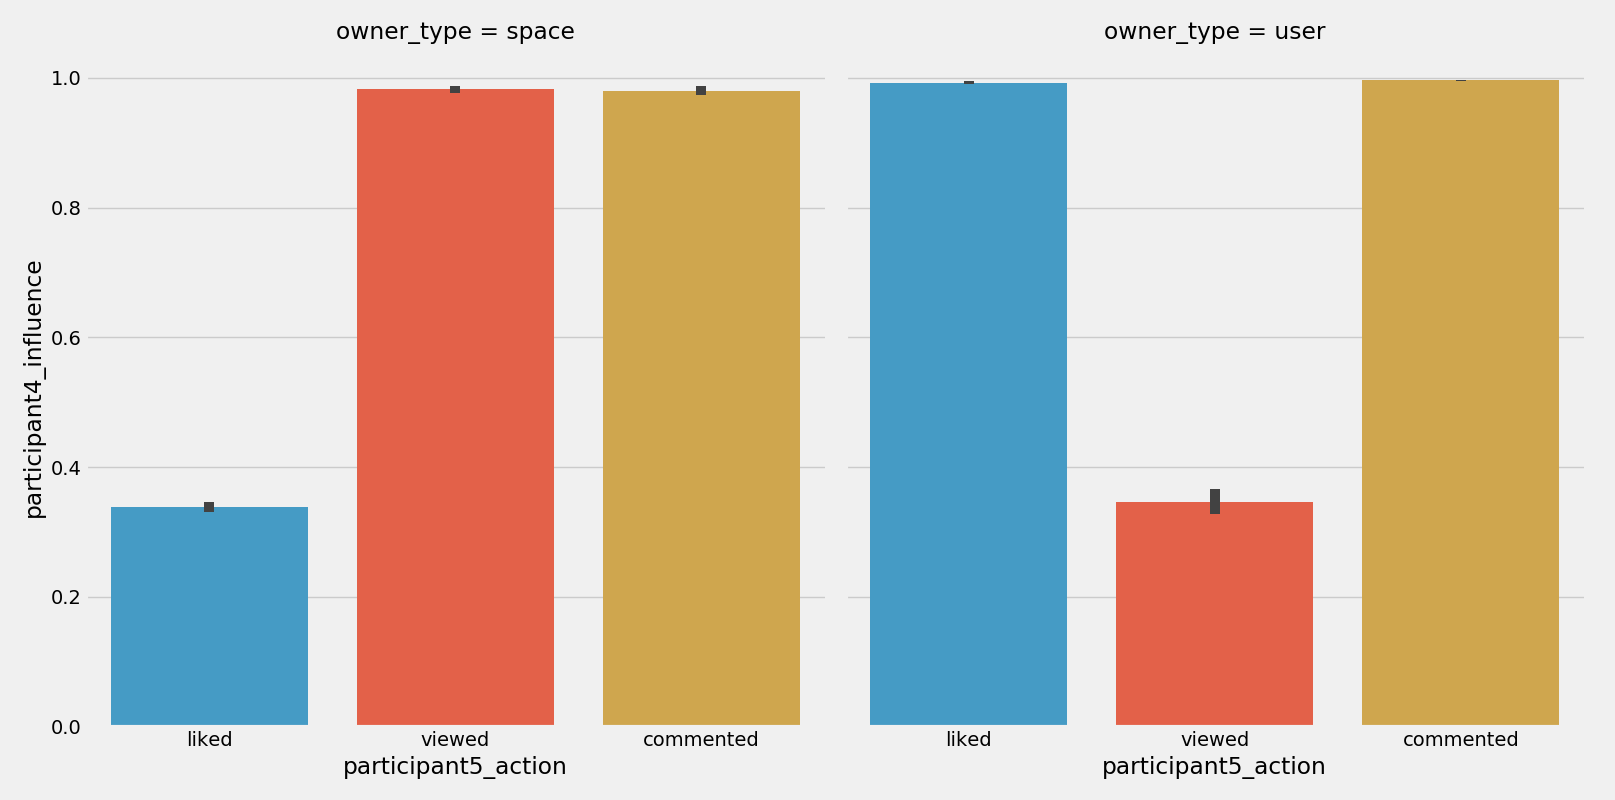 owner_type = space
owner_type = user
participant4_influence
1.0
0.8
0.6
0.4
0.2
0.0
liked viewed commented
liked viewed commented
participant5_action
participant5_action